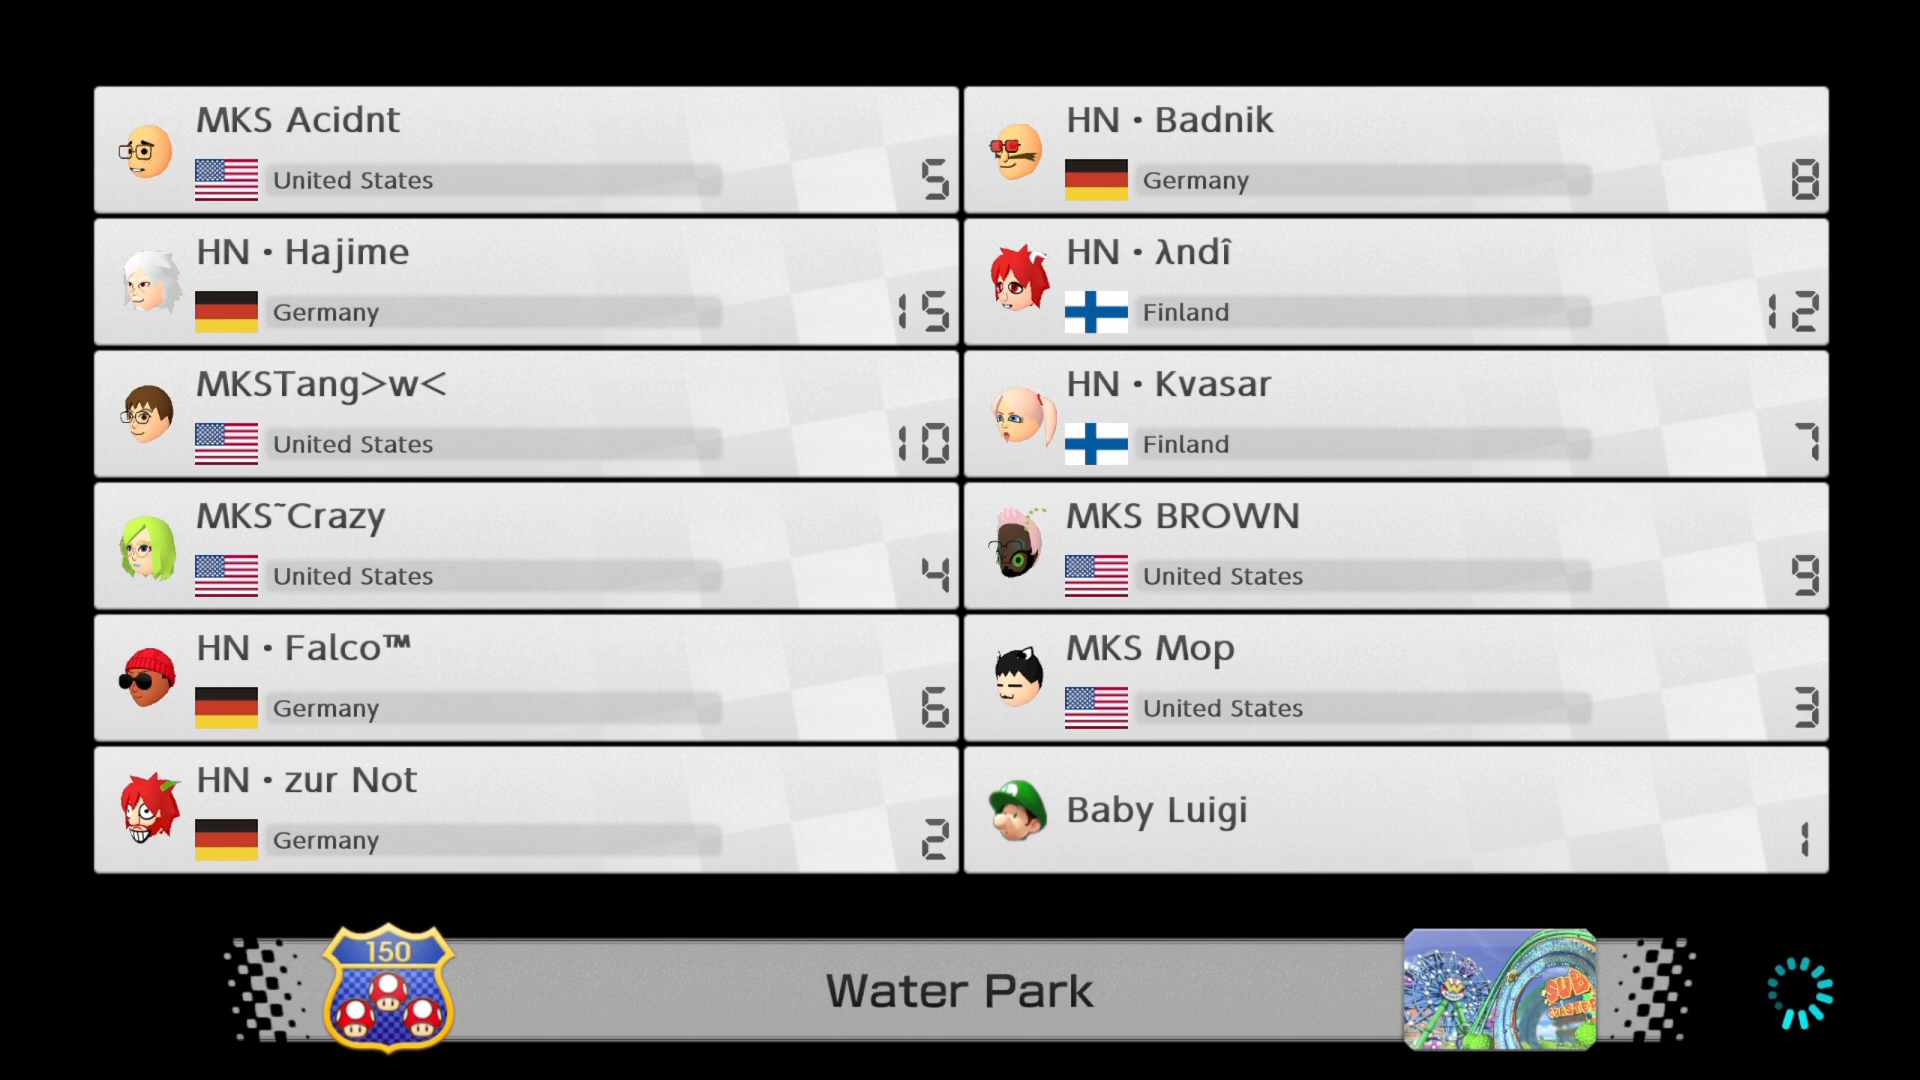 MKS Acidnt
United States
5
HN・Badnik
Germany
8
HN・Hajime
Germany
15
HN・λndî
Finland
12
MKSTang>w<
United States
10
HN・Kvasar
Finland
7
MKS˜Crazy
United States
4
MKS BROWN
United States
9
HN・Falco™
Germany
6
MKS Mop
United States
3
HN・zur Not
Germany
2
Baby Luigi
1
150
Water Park
SUB
COASTE